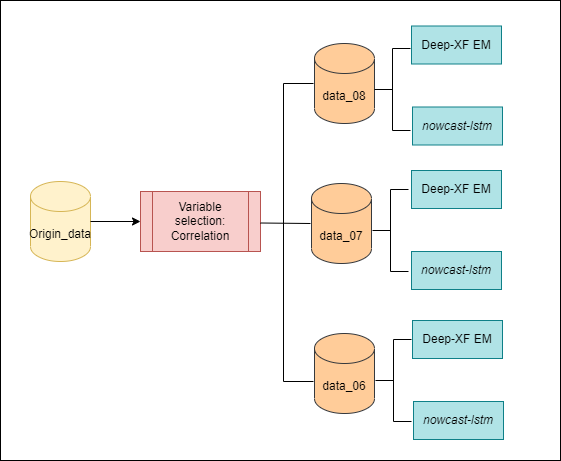 Origin_data
Variable
selection:
Correlation
data_08
Deep-XF EM
nowcast-lstm
data_07
Deep-XF EM
nowcast-lstm
data_06
Deep-XF EM
nowcast-lstm